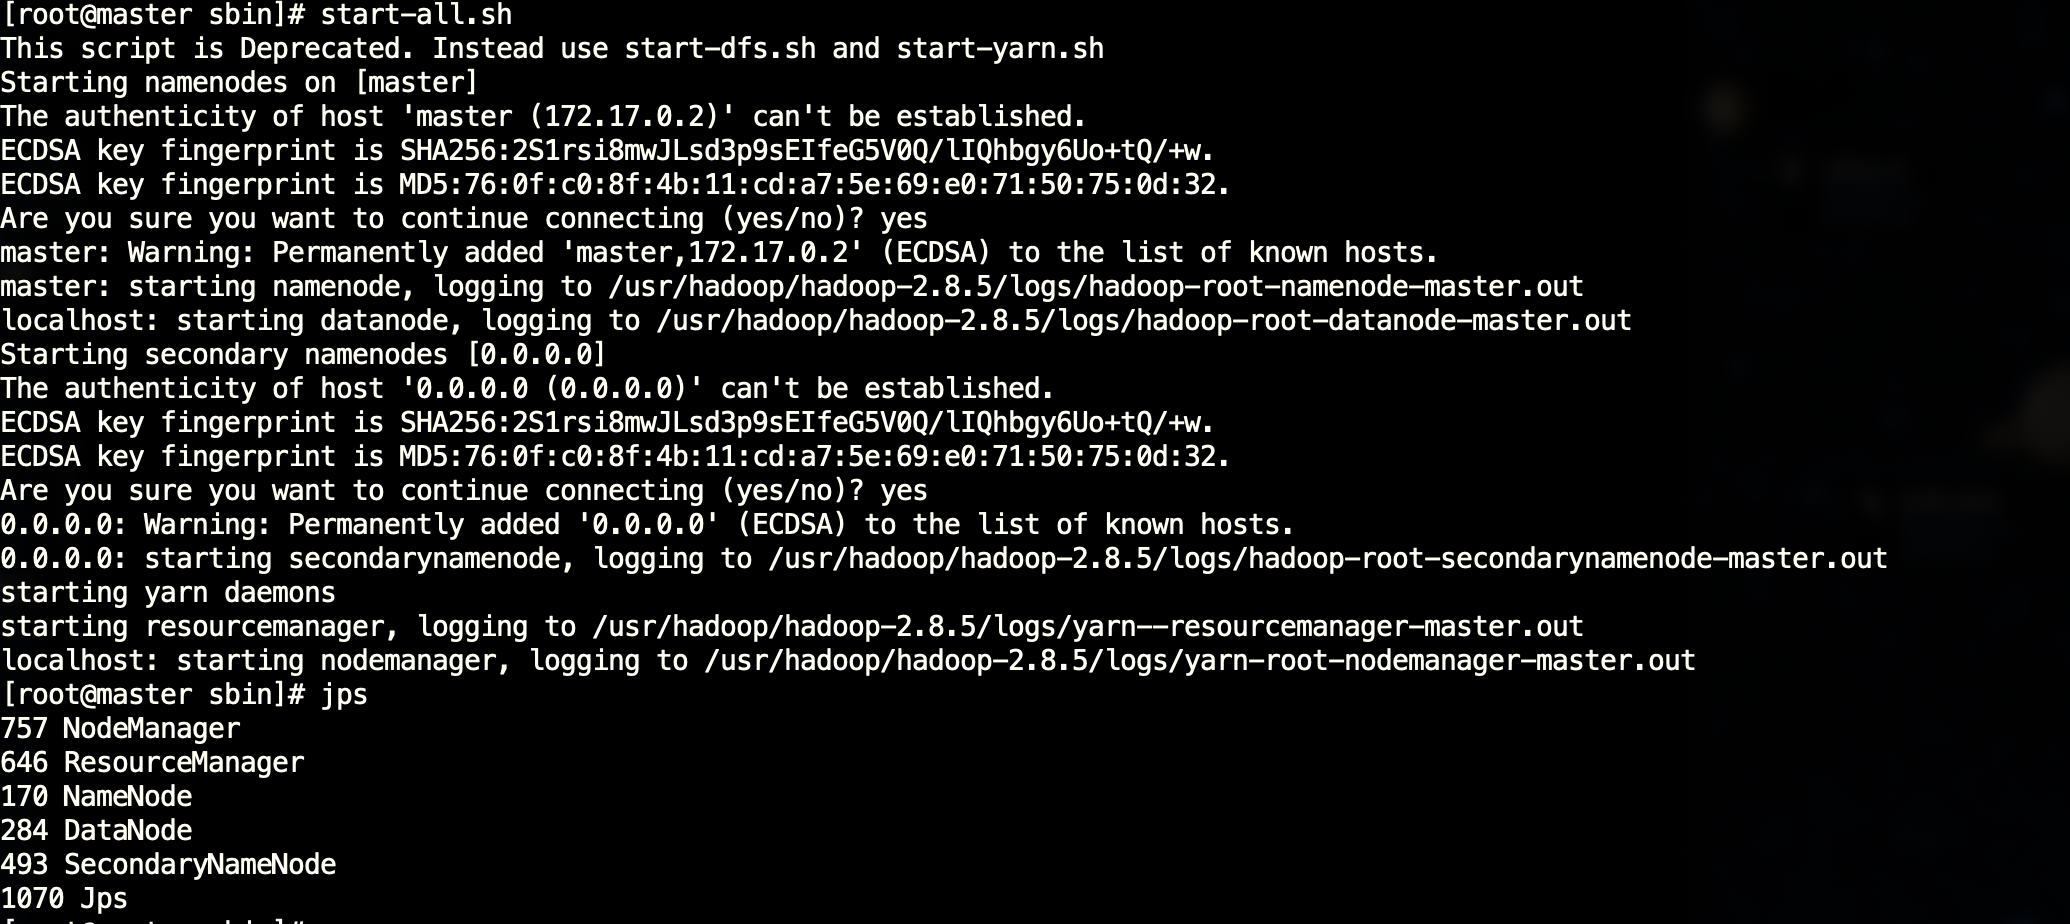 [root@master sbin]# start-all.sh
This script is Deprecated. Instead use start-dfs.sh and start-yarn.sh
Starting namenodes on [master]
The authenticity of host 'master (172.17.0.2)' can't be established.
ECDSA key fingerprint is SHA256:2S1rsi8mwJLsd3p9sEIfeG5V0Q/lIQhbgy6Uo+tQ/+w.
ECDSA key fingerprint is MD5:76:0f:c0:8f:4b:11:cd:a7:5e:69:e0:71:50:75:0d:32.
Are you sure you want to continue connecting (yes/no)? yes
master: Warning: Permanently added 'master,172.17.0.2' (ECDSA) to the list of known hosts.
master: starting namenode, logging to /usr/hadoop/hadoop-2.8.5/logs/hadoop-root-namenode-master.out
localhost: starting datanode, logging to /usr/hadoop/hadoop-2.8.5/logs/hadoop-root-datanode-master.out
Starting secondary namenodes [0.0.0.0]
The authenticity of host '0.0.0.0 (0.0.0.0)' can't be established.
ECDSA key fingerprint is SHA256:2S1rsi8mwJLsd3p9sEIfeG5V0Q/lIQhbgy6Uo+tQ/+w.
ECDSA key fingerprint is MD5:76:0f:c0:8f:4b:11:cd:a7:5e:69:e0:71:50:75:0d:32.
Are you sure you want to continue connecting (yes/no)? yes
0.0.0.0: Warning: Permanently added '0.0.0.0' (ECDSA) to the list of known hosts.
0.0.0.0: starting secondarynamenode, logging to /usr/hadoop/hadoop-2.8.5/logs/hadoop-root-secondarynamenode-master.out
starting yarn daemons
starting resourcemanager, logging to /usr/hadoop/hadoop-2.8.5/logs/yarn--resourcemanager-master.out
localhost: starting nodemanager, logging to /usr/hadoop/hadoop-2.8.5/logs/yarn-root-nodemanager-master.out
[root@master sbin]# jps
757 NodeManager
646 ResourceManager
170 NameNode
284 DataNode
493 SecondaryNameNode
1070 Jps